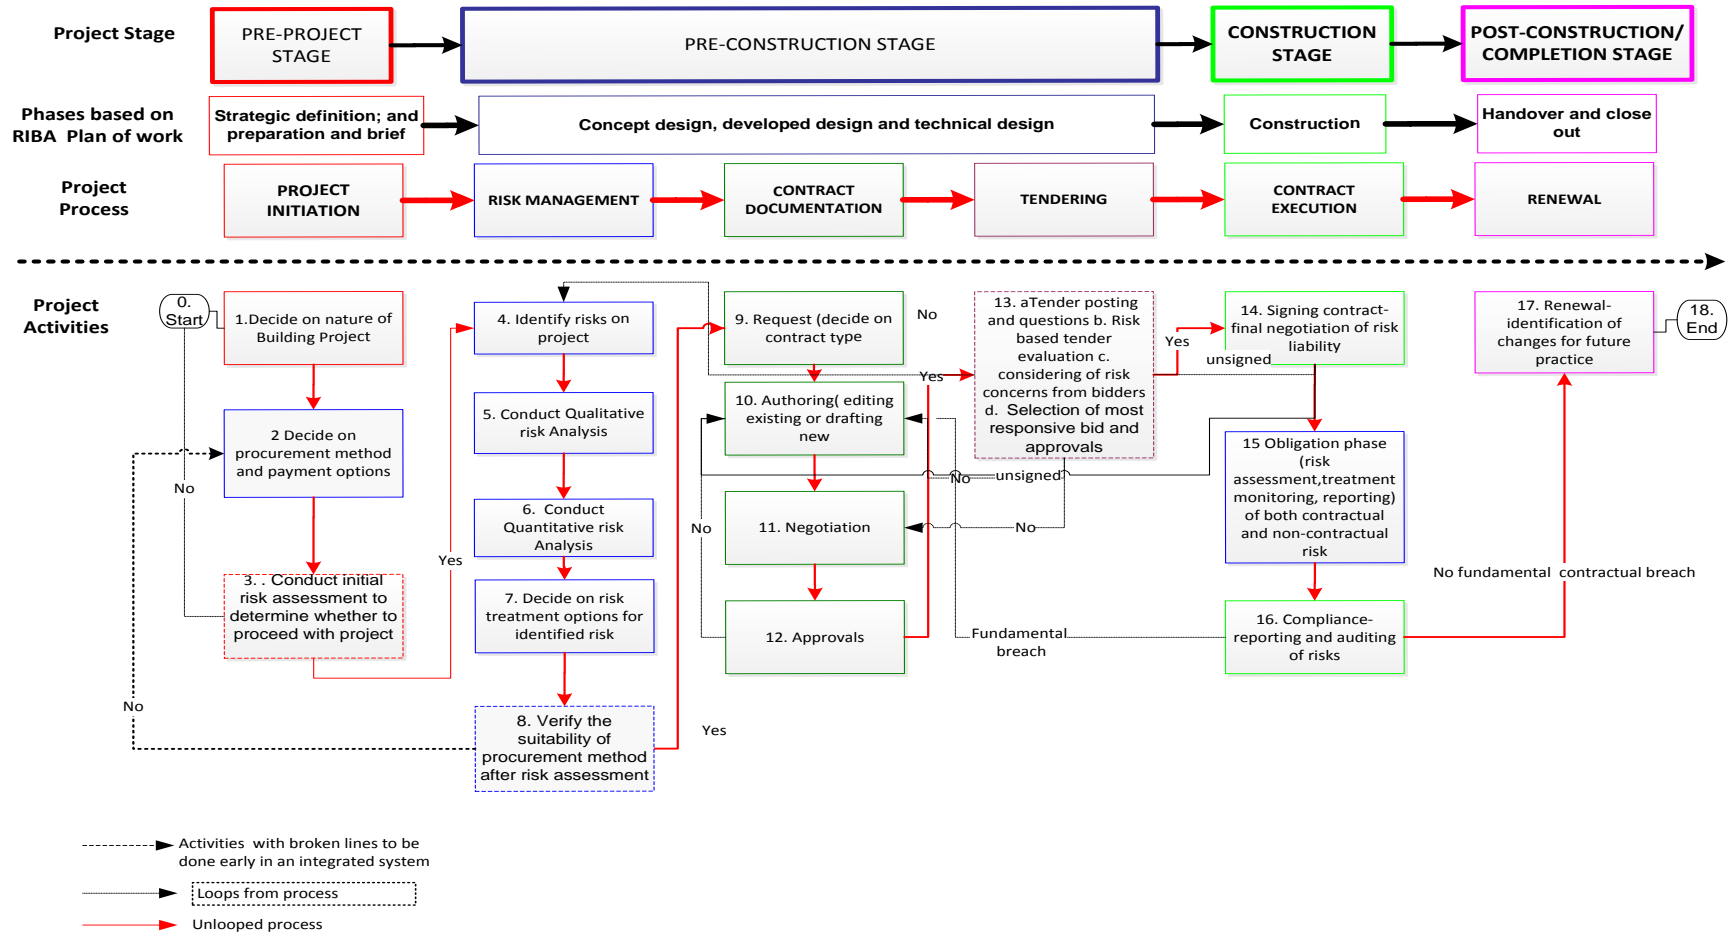 Project Stage
PRE-PROJECT
STAGE
PRE-CONSTRUCTION STAGE
CONSTRUCTION
STAGE
POST-CONSTRUCTION/
COMPLETION STAGE
Phases based on
RIBA Plan of work
Strategic definition; and
preparation and brief
Concept design, developed design and technical design
Construction
Handover and close
out
Project
Process
PROJECT
INITIATION
RISK MANAGEMENT
CONTRACT
DOCUMENTATION
TENDERING
CONTRACT
EXECUTION
RENEWAL
Project
Activities
0.
Start
1.Decide on nature of
Building Project
2 Decide on
procurement method
and payment options
No
3. . Conduct initial
risk assessment to
determine whether to
proceed with project
Yes
No
4. Identify risks on
project
5. Conduct Qualitative
risk Analysis
6. Conduct
Quantitative risk
Analysis
7. Decide on risk
treatment options for
identified risk
8. Verify the
suitability of
procurement method
after risk assessment
Yes
9. Request (decide on
contract type
10. Authoring( editing
existing or drafting
new
11. Negotiation
12. Approvals
No
No
Yes
No
unsigned
No
Fundamental
breach
13. aTender posting
and questions b. Risk
based tender
evaluation c.
considering of risk
concerns from bidders
d. Selection of most
responsive bid and
approvals
Yes
unsigned
14. Signing contract-
final negotiation of risk
liability
15 Obligation phase
(risk
assessment,treatment
monitoring, reporting)
of both contractual
and non-contractual
risk
16. Compliance-
reporting and auditing
of risks
No fundamental contractual breach
17. Renewal-
identification of
changes for future
practice
18.
End
Activities with broken lines to be
done early in an integrated system
Loops from process
Unlooped process